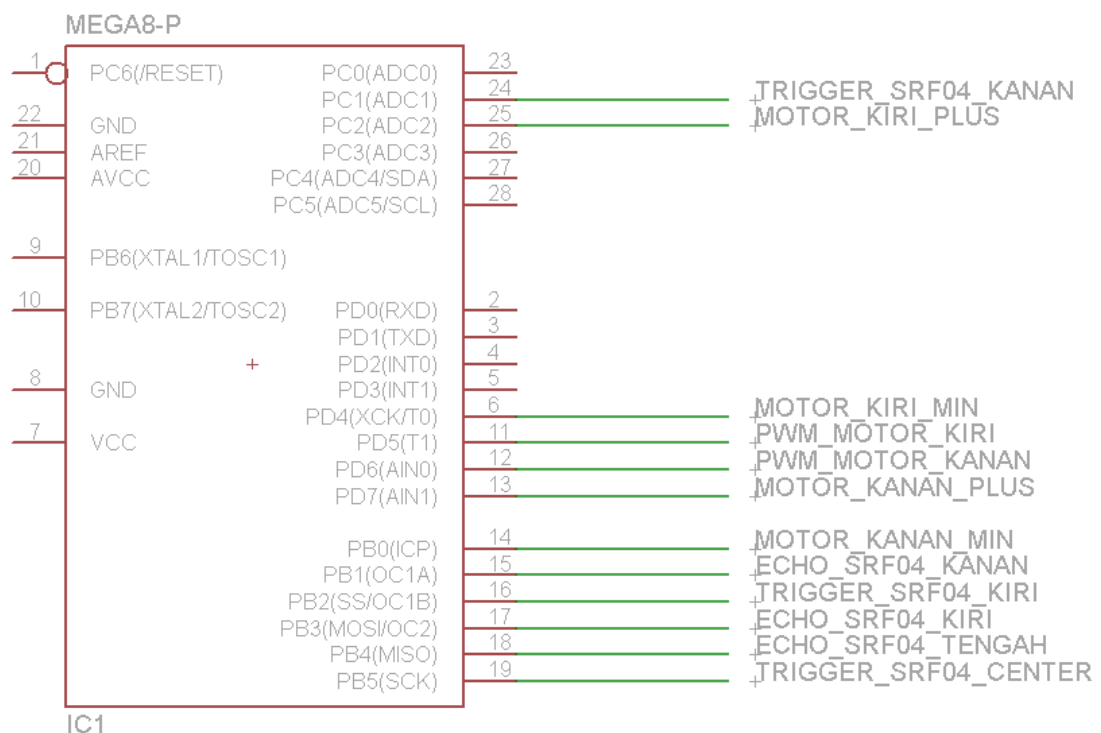 MEGA8-P
1 PC6(/RESET) PC0(ADC0) 23
PC1(ADC1) 24 TRIGGER_SRF04_KANAN
22 GND PC2(ADC2) 25 MOTOR_KIRI_PLUS
21 AREF PC3(ADC3) 26
20 AVCC PC4(ADC4/SDA) 27
PC5(ADC5/SCL) 28
9 PB6(XTAL1/TOSC1)
10 PB7(XTAL2/TOSC2) PD0(RXD) 2
PD1(TXD) 3
PD2(INT0) 4
8 GND PD3(INT1) 5
PD4(XCK/T0) 6 MOTOR_KIRI_MIN
7 VCC PD5(T1) 11 PWM_MOTOR_KIRI
PD6(AIN0) 12 PWM_MOTOR_KANAN
PD7(AIN1) 13 MOTOR_KANAN_PLUS
PB0(ICP) 14 MOTOR_KANAN_MIN
PB1(OC1A) 15 ECHO_SRF04_KANAN
PB2(SS/OC1B) 16 TRIGGER_SRF04_KIRI
PB3(MOSI/OC2) 17 ECHO_SRF04_KIRI
PB4(MISO) 18 ECHO_SRF04_TENGAH
PB5(SCK) 19 TRIGGER_SRF04_CENTER
IC1